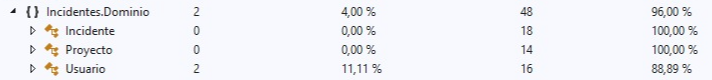 { } Incidentes.Dominio 2 4,00 % 48 96,00 %
Incidente 0 0,00 % 18 100,00 %
Proyecto 0 0,00 % 14 100,00 %
Usuario 2 11,11 % 16 88,89 %